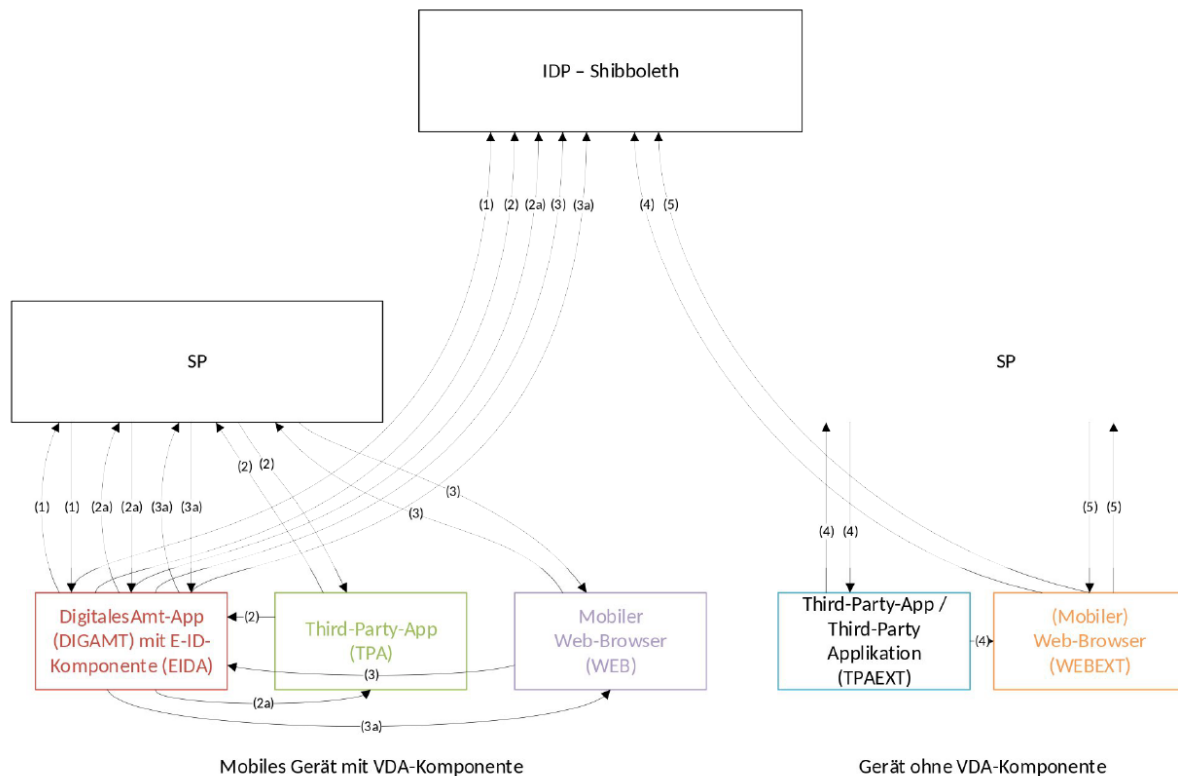 IDP – Shibboleth
(1)
(2)
(2a)
(3)
(3a)
(4)
(5)
SP
SP
(2)
(2)
(3)
(1)
(1)
(2a)
(2a)
(3a)
(3a)
(3)
(4)
(4)
(5)
(5)
DigitalesAmt-App
(DIGAMT) mit E-ID-
Komponente (EIDA)
(2)
Third-Party-App
(TPA)
Mobiler
Web-Browser
(WEB)
Third-Party-App /
Third-Party
Applikation
(TPAEXT)
(4)
(Mobiler)
Web-Browser
(WEBEXT)
(3)
(2a)
(3a)
Mobiles Gerät mit VDA-Komponente
Gerät ohne VDA-Komponente